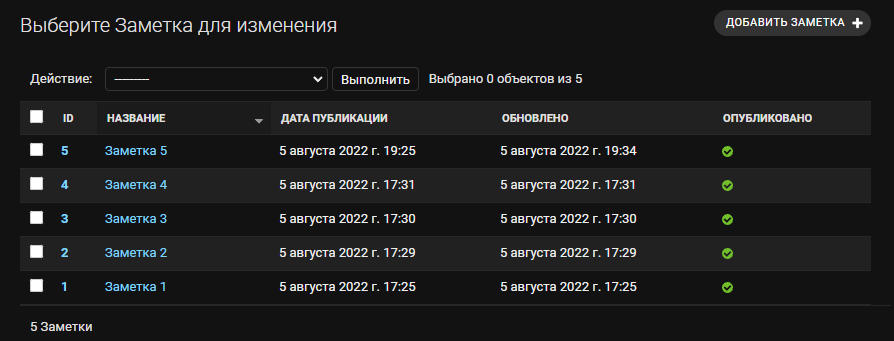 Выберите Заметка для изменения
ДОБАВИТЬ ЗАМЕТКА +
Действие: --------- Выполнить Выбрано 0 объектов из 5
ID НАЗВАНИЕ ДАТА ПУБЛИКАЦИИ ОБНОВЛЕНО ОПУБЛИКОВАНО
5 Заметка 5 5 августа 2022 г. 19:25 5 августа 2022 г. 19:34
4 Заметка 4 5 августа 2022 г. 17:31 5 августа 2022 г. 17:31
3 Заметка 3 5 августа 2022 г. 17:30 5 августа 2022 г. 17:30
2 Заметка 2 5 августа 2022 г. 17:29 5 августа 2022 г. 17:29
1 Заметка 1 5 августа 2022 г. 17:25 5 августа 2022 г. 17:25
5 Заметки